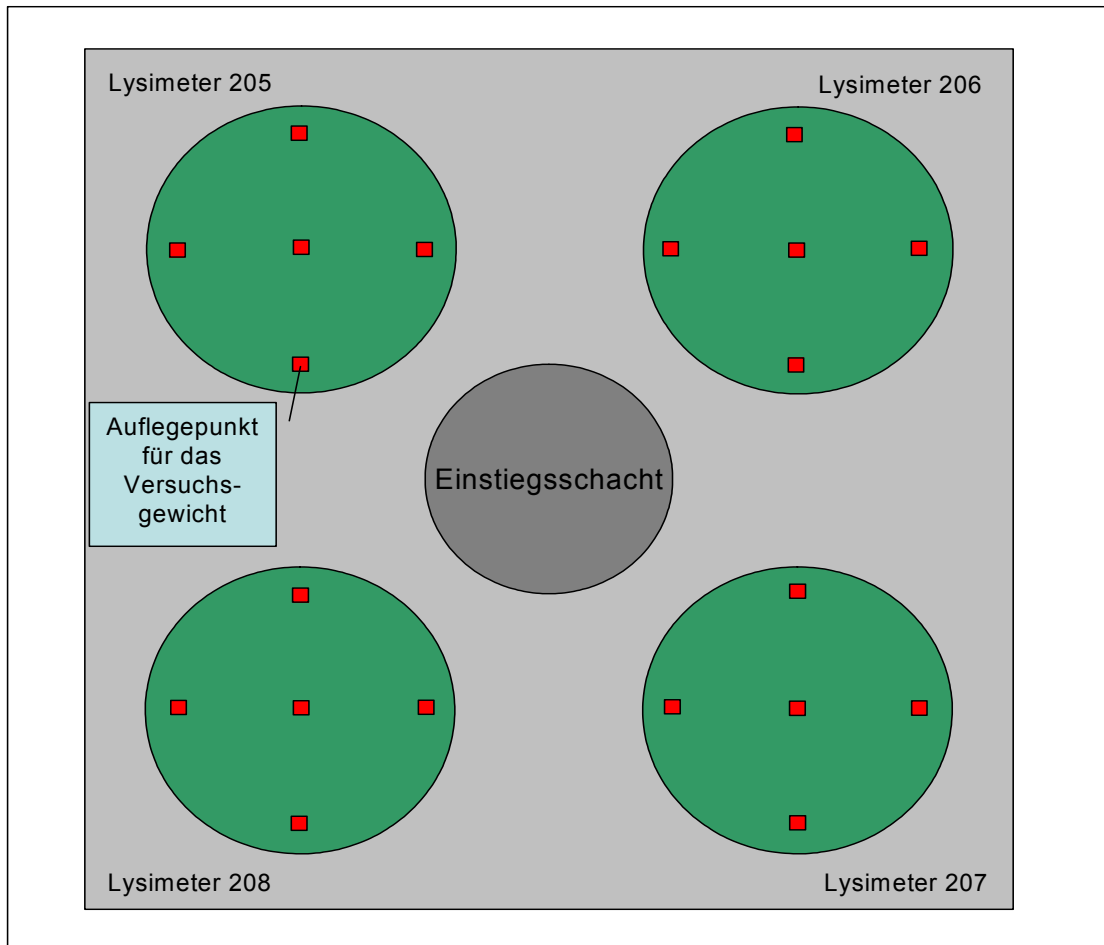 Lysimeter 205
Lysimeter 206
Auflegepunkt
für das
Versuchs-
gewicht
Einstiegsschacht
Lysimeter 208
Lysimeter 207